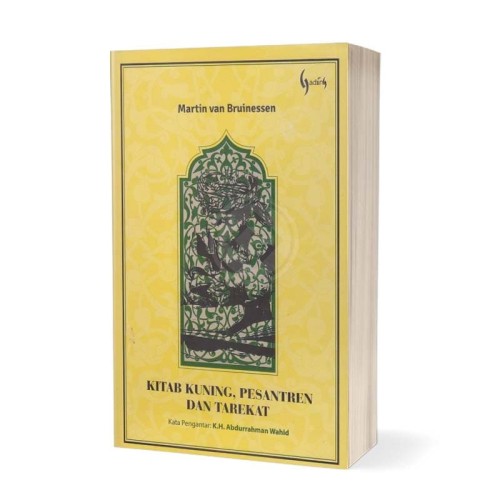 Martin van Bruinessen
KITAB KUNING, PESANTREN
DAN TAREKAT
Kata Pengantar: K.H. Abdurrahman Wahid